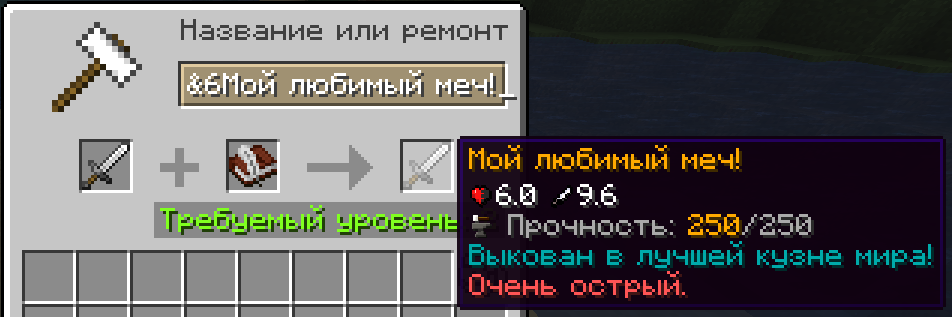 Название или ремонт
&6Мой любимый меч!_
Мой любимый меч!
6.0 9.6
Требуемый уровень
Прочность: 250/250
Выкован в лучшей кузне мира!
Очень острый.